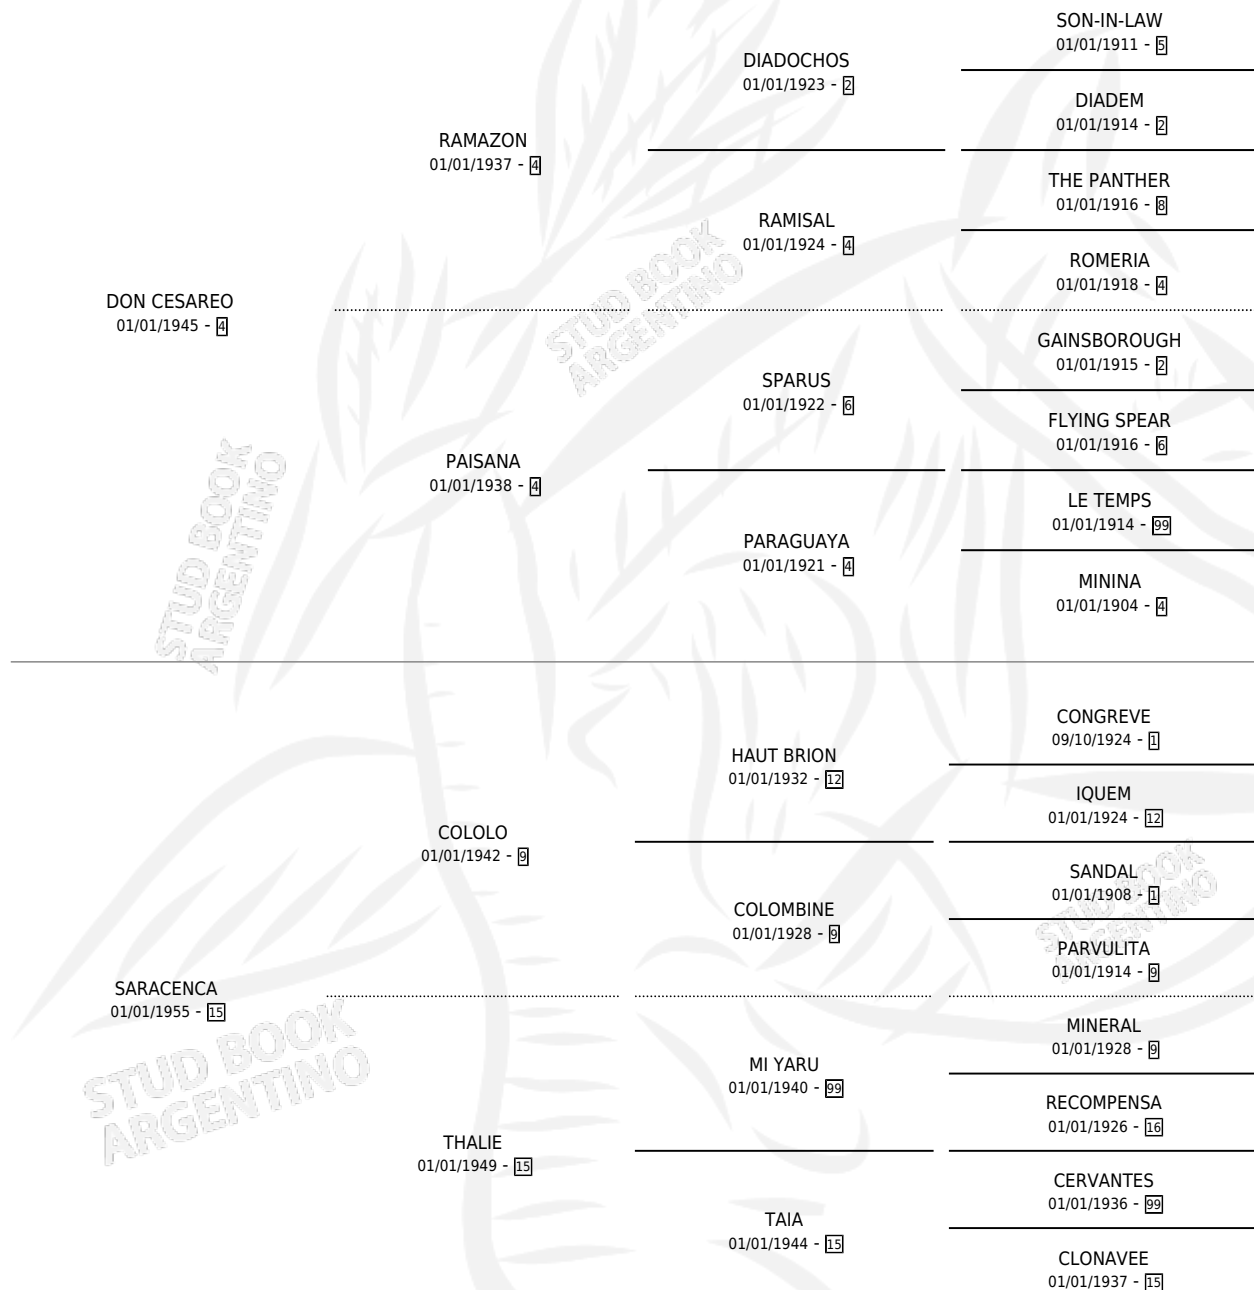 SON-IN-LAW
01/01/1911 - 5
DIADOCHOS
01/01/1923 - 2
DIADEM
01/01/1914 - 2
RAMAZON
01/01/1937 - 4
THE PANTHER
01/01/1916 - 8
RAMISAL
01/01/1924 - 4
ROMERIA
01/01/1918 - 4
DON CESAREO
01/01/1945 - 4
GAINSBOROUGH
01/01/1915 - 2
SPARUS
01/01/1922 - 6
FLYING SPEAR
01/01/1916 - 6
PAISANA
01/01/1938 - 4
LE TEMPS
01/01/1914 - 99
PARAGUAYA
01/01/1921 - 4
MININA
01/01/1904 - 4
CONGREVE
09/10/1924 - 1
HAUT BRION
01/01/1932 - 12
IQUEM
01/01/1924 - 12
COLOLO
01/01/1942 - 9
SANDAL
01/01/1908 - 1
COLOMBINE
01/01/1928 - 9
PARVULITA
01/01/1914 - 9
SARACENCA
01/01/1955 - 15
MINERAL
01/01/1928 - 9
MI YARU
01/01/1940 - 99
RECOMPENSA
01/01/1926 - 16
THALIE
01/01/1949 - 15
CERVANTES
01/01/1936 - 99
TAIA
01/01/1944 - 15
CLONAVEE
01/01/1937 - 15
STUD BOOK
ARGENTINO
STUD BOOK
ARGENTINO
STUD BOOK
ARGENTINO
STUD BOOK
ARGENTINO